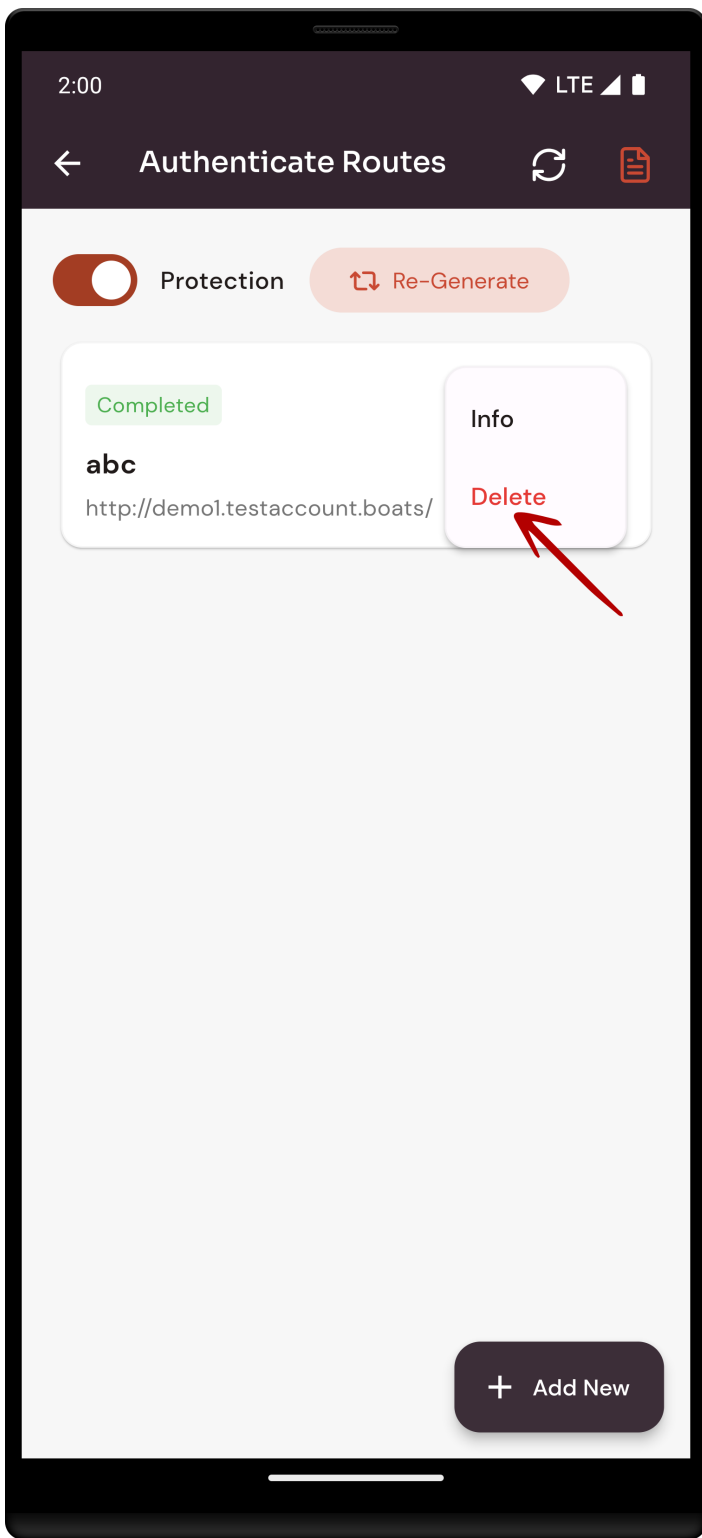 2:00
LTE
Authenticate Routes
Protection
Re-Generate
Completed
Info
abc
Delete
http://demo1.testaccount.boats/
Add New